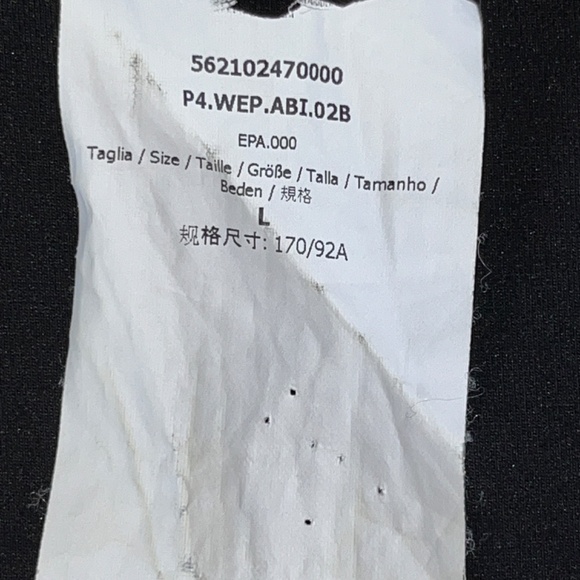 562102470000
P4.WEP.ABI.02B
EPA.000
Taglia / Size / Taille / Größe / Talla / Tamanho /
Beden / 規格
L
规格尺寸: 170/92A